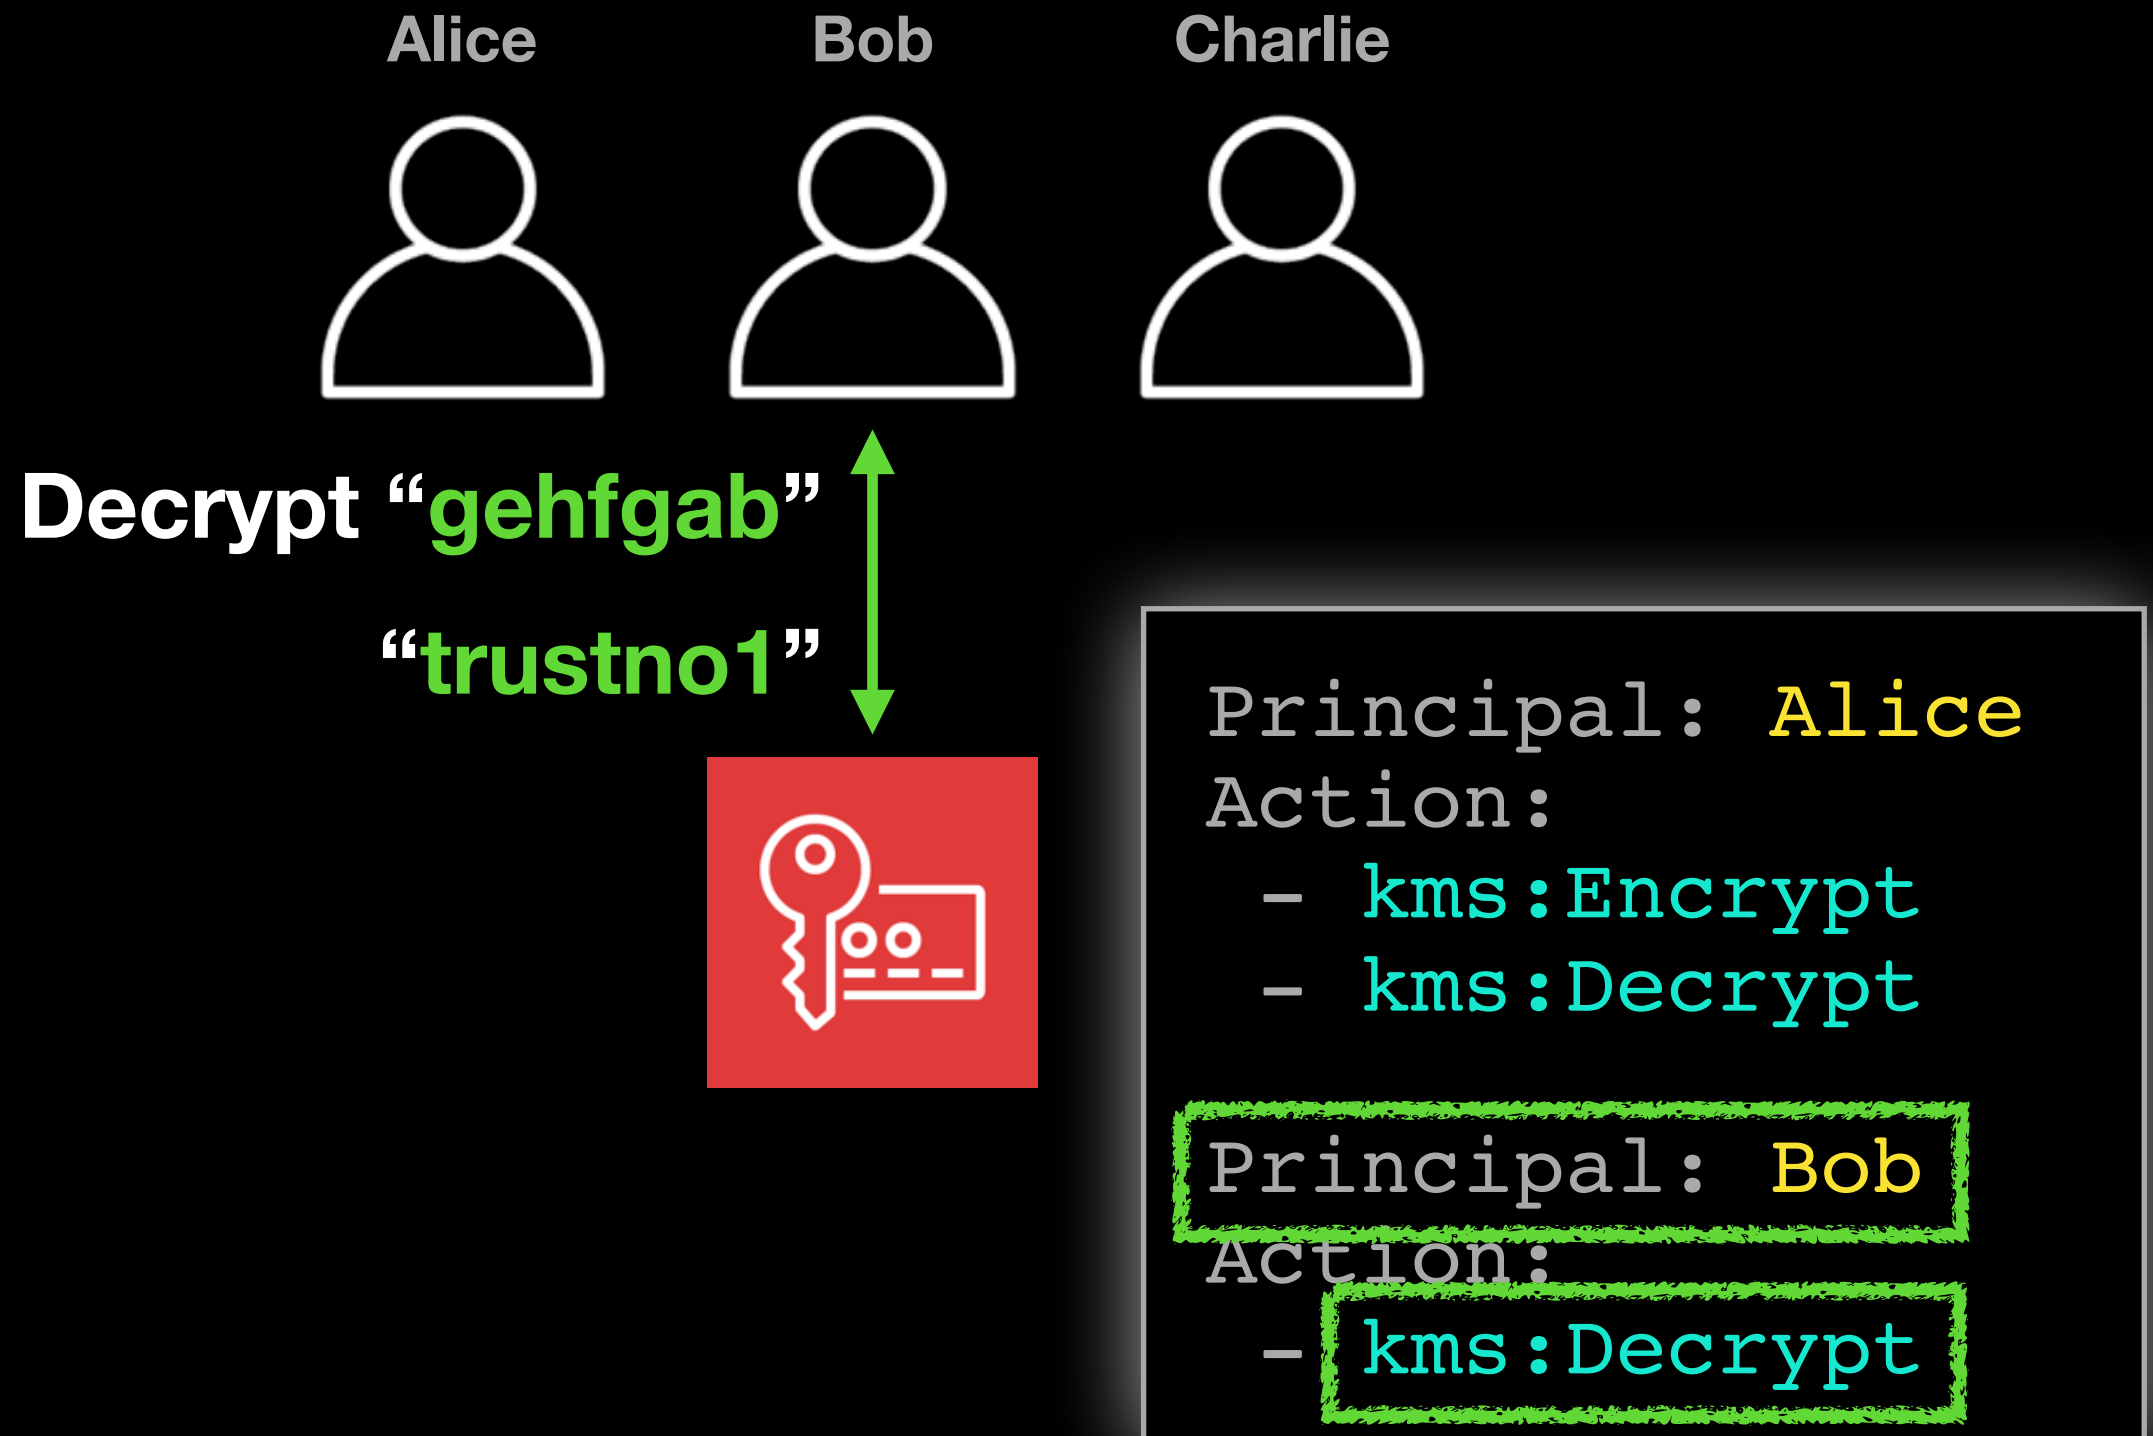 Alice
Bob
Charlie
Decrypt “gehfgab”
“trustno1”
Principal: Alice
Action:
- kms:Encrypt
- kms:Decrypt
Principal: Bob
Action:
- kms:Decrypt